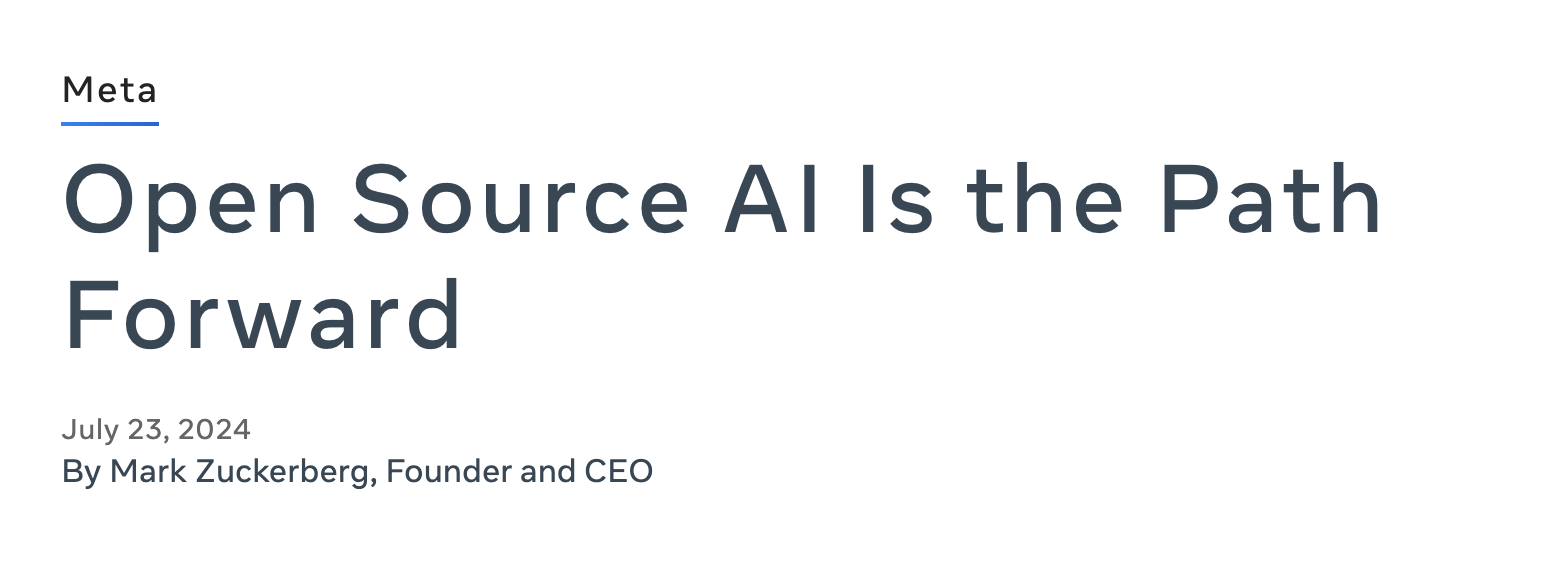 Meta
Open Source AI Is the Path
Forward
July 23, 2024
By Mark Zuckerberg, Founder and CEO